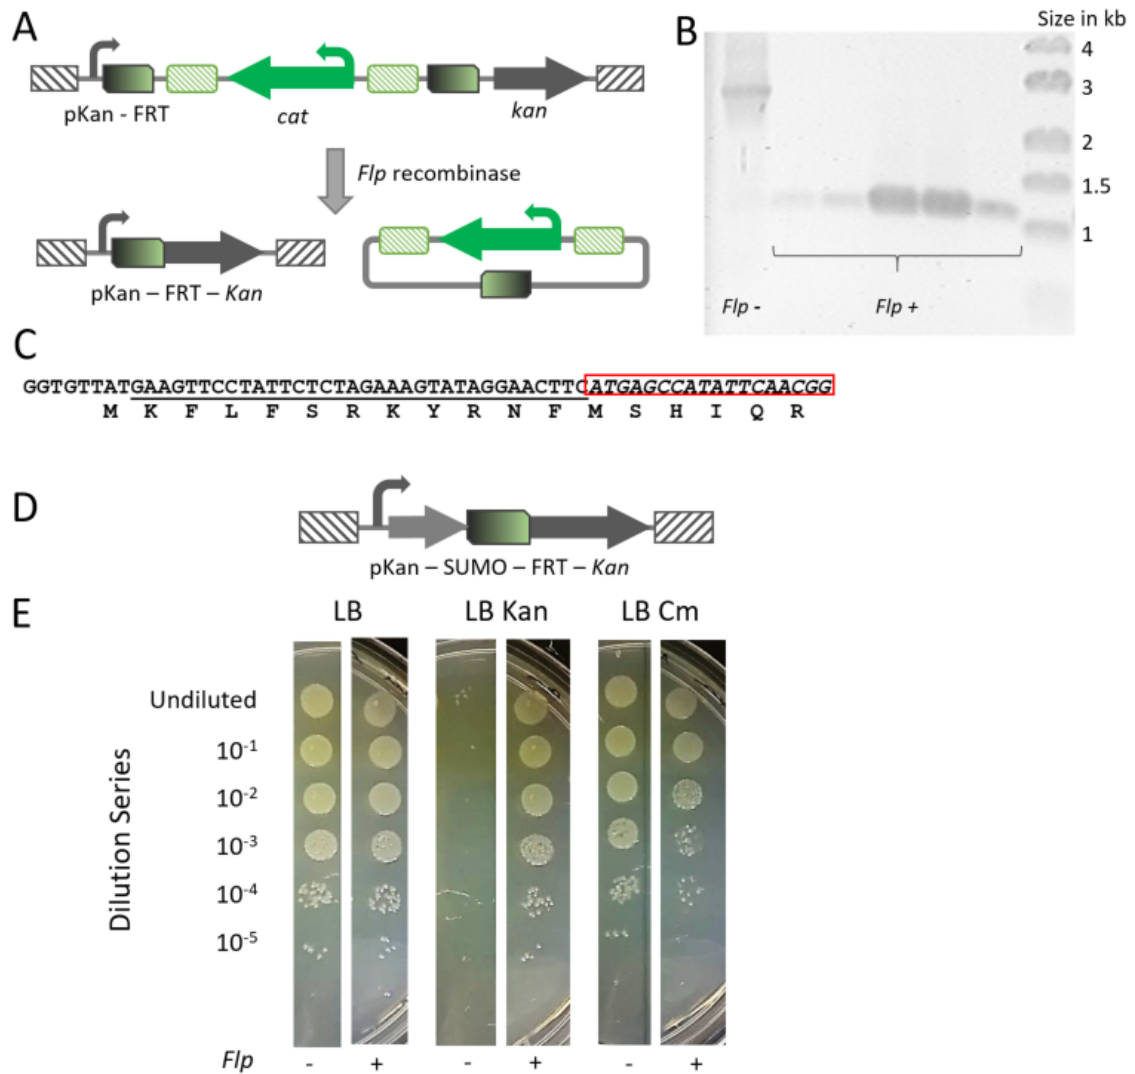 A
pKan - FRT
cat
kan
Flp recombinase
pKan – FRT – Kan
B
Size in kb
4
3
2
1.5
1
Flp -
Flp +
C
GGTGTTATGAAGTTCCTATTCTCTAGAAAGTATAGGAACTTCATGAGCCATATTCAACGG
M K F L F S R K Y R N F M S H I Q R
D
pKan – SUMO – FRT – Kan
E
LB LB Kan LB Cm
Dilution Series
Undiluted
10-1
10-2
10-3
10-4
10-5
Flp - + - + - +